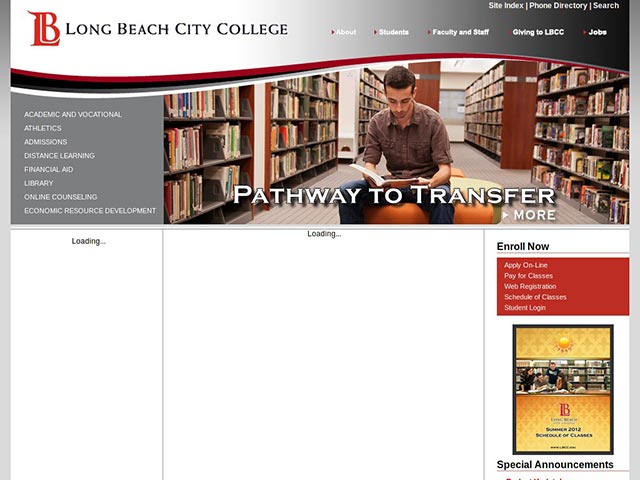 Site Index | Phone Directory | Search
LB LONG BEACH CITY COLLEGE
About
Students
Faculty and Staff
Giving to LBCC
Jobs
ACADEMIC AND VOCATIONAL
ATHLETICS
ADMISSIONS
DISTANCE LEARNING
FINANCIAL AID
LIBRARY
ONLINE COUNSELING
ECONOMIC RESOURCE DEVELOPMENT
PATHWAY TO TRANSFER
MORE
Loading...
Loading...
Enroll Now
Apply On-Line
Pay for Classes
Web Registration
Schedule of Classes
Student Login
LB
LONG BEACH
SUMMER 2012
SCHEDULE OF CLASSES
WWW.LBCC.EDU
Special Announcements